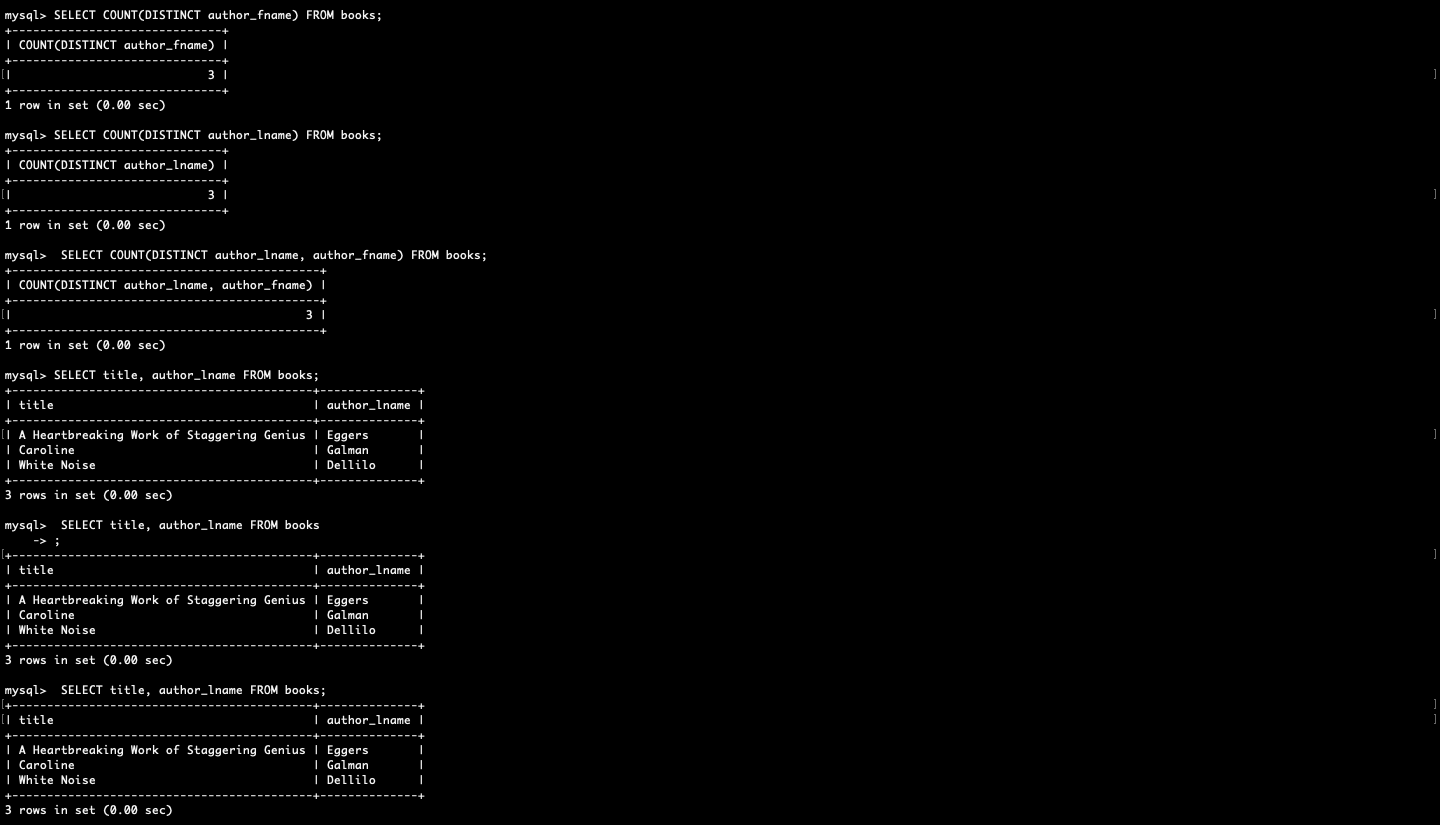 mysql> SELECT COUNT(DISTINCT author_fname) FROM books;
+------------------------------+
| COUNT(DISTINCT author_fname) |
+------------------------------+
[|                            3 | ]
+------------------------------+
1 row in set (0.00 sec)
mysql> SELECT COUNT(DISTINCT author_lname) FROM books;
+------------------------------+
| COUNT(DISTINCT author_lname) |
+------------------------------+
[|                            3 | ]
+------------------------------+
1 row in set (0.00 sec)
mysql>  SELECT COUNT(DISTINCT author_lname, author_fname) FROM books;
+--------------------------------------------+
| COUNT(DISTINCT author_lname, author_fname) |
+--------------------------------------------+
[|                                          3 | ]
+--------------------------------------------+
1 row in set (0.00 sec)
mysql> SELECT title, author_lname FROM books;
+-------------------------------------------+--------------+
| title                                     | author_lname |
+-------------------------------------------+--------------+
[| A Heartbreaking Work of Staggering Genius | Eggers       | ]
| Caroline                                  | Galman       |
| White Noise                               | Dellilo      |
+-------------------------------------------+--------------+
3 rows in set (0.00 sec)
mysql>  SELECT title, author_lname FROM books
    -> ;
[+-------------------------------------------+--------------+ ]
| title                                     | author_lname |
+-------------------------------------------+--------------+
| A Heartbreaking Work of Staggering Genius | Eggers       |
| Caroline                                  | Galman       |
| White Noise                               | Dellilo      |
+-------------------------------------------+--------------+
3 rows in set (0.00 sec)
mysql>  SELECT title, author_lname FROM books;
[+-------------------------------------------+--------------+ ]
[| title                                     | author_lname | ]
+-------------------------------------------+--------------+
| A Heartbreaking Work of Staggering Genius | Eggers       |
| Caroline                                  | Galman       |
| White Noise                               | Dellilo      |
+-------------------------------------------+--------------+
3 rows in set (0.00 sec)